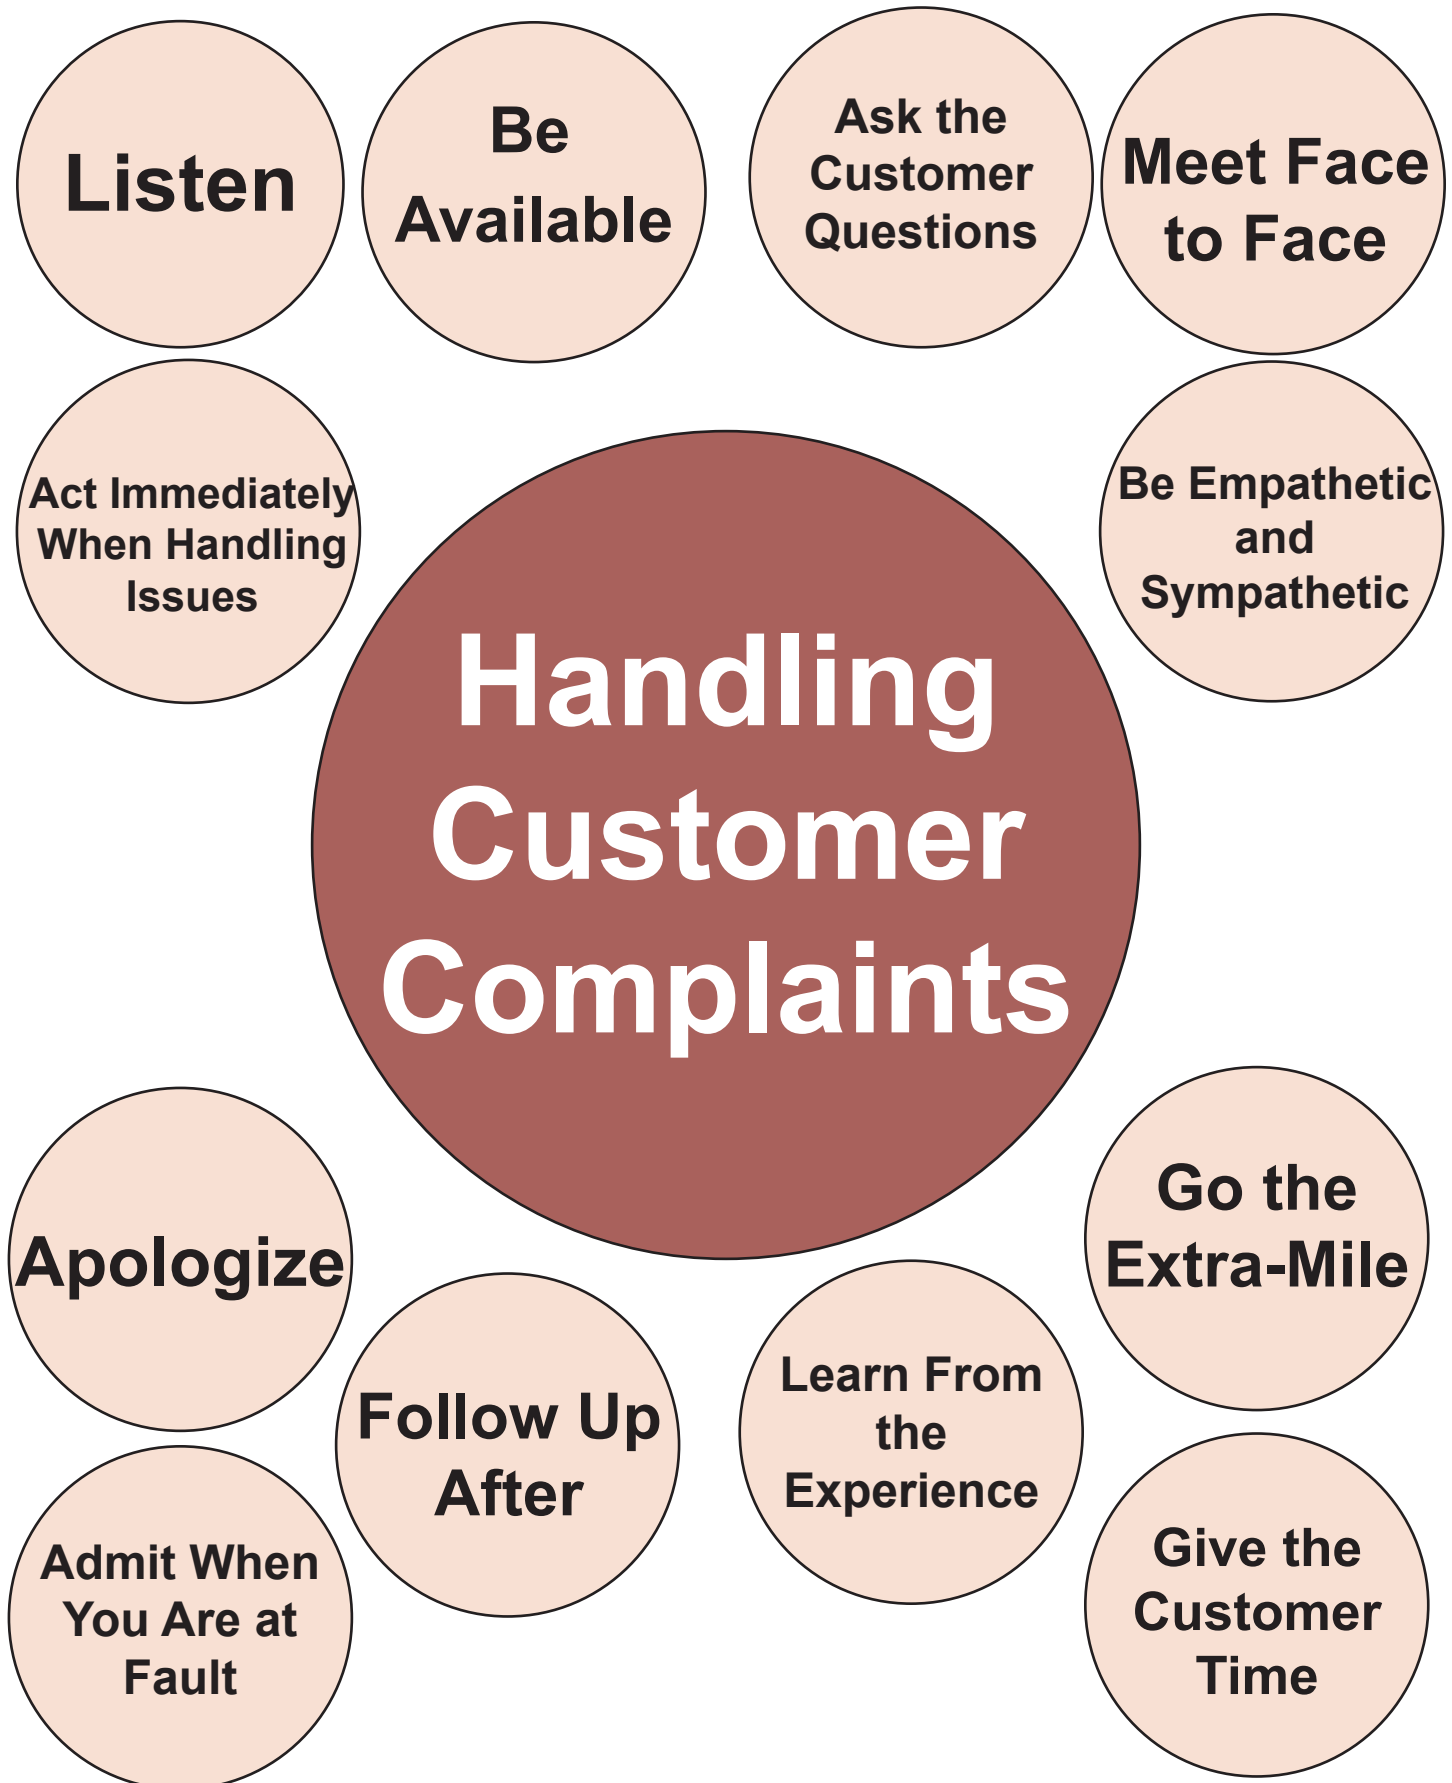 Listen
Be
Available
Ask the
Customer
Questions
Meet Face
to Face
Act Immediately
When Handling
Issues
Be Empathetic
and
Sympathetic
Handling
Customer
Complaints
Apologize
Go the
Extra-Mile
Follow Up
After
Learn From
the
Experience
Admit When
You Are at
Fault
Give the
Customer
Time